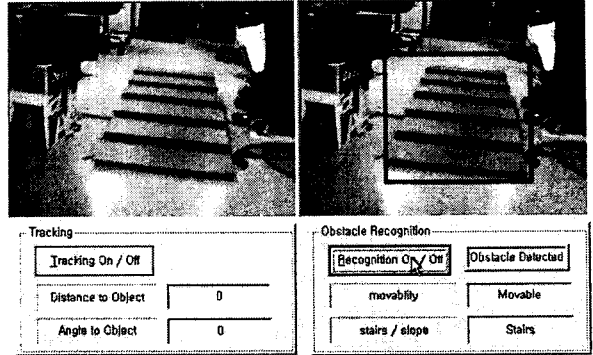 Tracking
Tracking On / Off
Distance to Object
0
Angle to Object
0
Obstacle Recognition
Recognition On / Off
Obstacle Detected
movablity
Movable
stairs / slope
Stairs